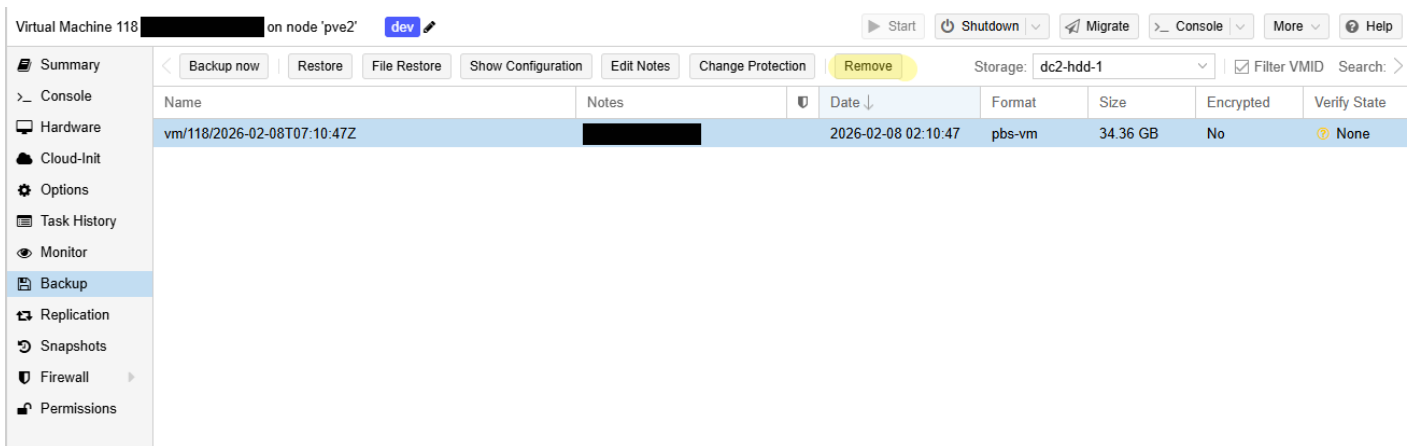 Virtual Machine 118 on node 'pve2' dev Start Shutdown Migrate >_ Console More Help
Summary
Backup now Restore File Restore Show Configuration Edit Notes Change Protection Remove Storage: dc2-hdd-1 Filter VMID Search:
>_ Console
Name Notes Date Format Size Encrypted Verify State
Hardware
vm/118/2026-02-08T07:10:47Z 2026-02-08 02:10:47 pbs-vm 34.36 GB No None
Cloud-Init
Options
Task History
Monitor
Backup
Replication
Snapshots
Firewall
Permissions